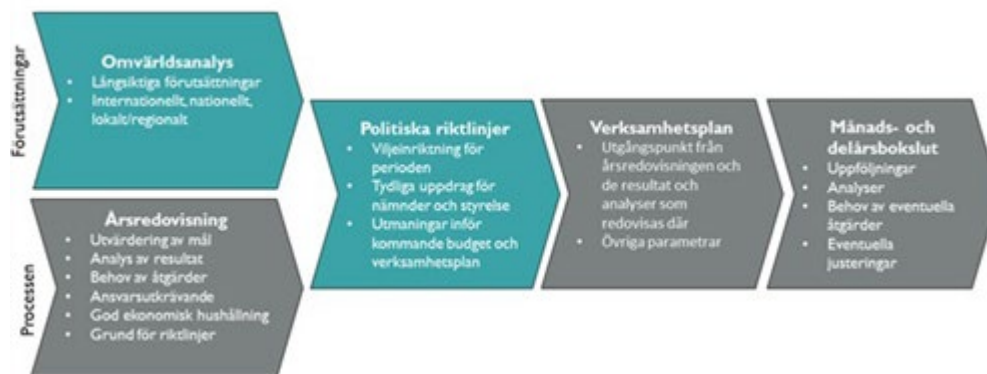 Förutsättningar
Omvärldsanalys
• Långsiktiga förutsättningar
• Internationellt, nationellt,
lokalt/regionalt
Processen
Årsredovisning
• Utvärdering av mål
• Analys av resultat
• Behov av åtgärder
• Ansvarsutkrävande
• God ekonomisk hushållning
• Grund för riktlinjer
Politiska riktlinjer
• Viljeinriktning för
perioden
• Tydliga uppdrag för
nämnder och styrelse
• Utmaningar inför
kommande budget och
verksamhetsplan
Verksamhetsplan
• Utgångspunkt från
årsredovisningen och
de resultat och
analyser som
redovisas där
• Övriga parametrar
Månads- och
delårsbokslut
• Uppföljningar
• Analyser
• Behov av eventuella
åtgärder
• Eventuella
justeringar